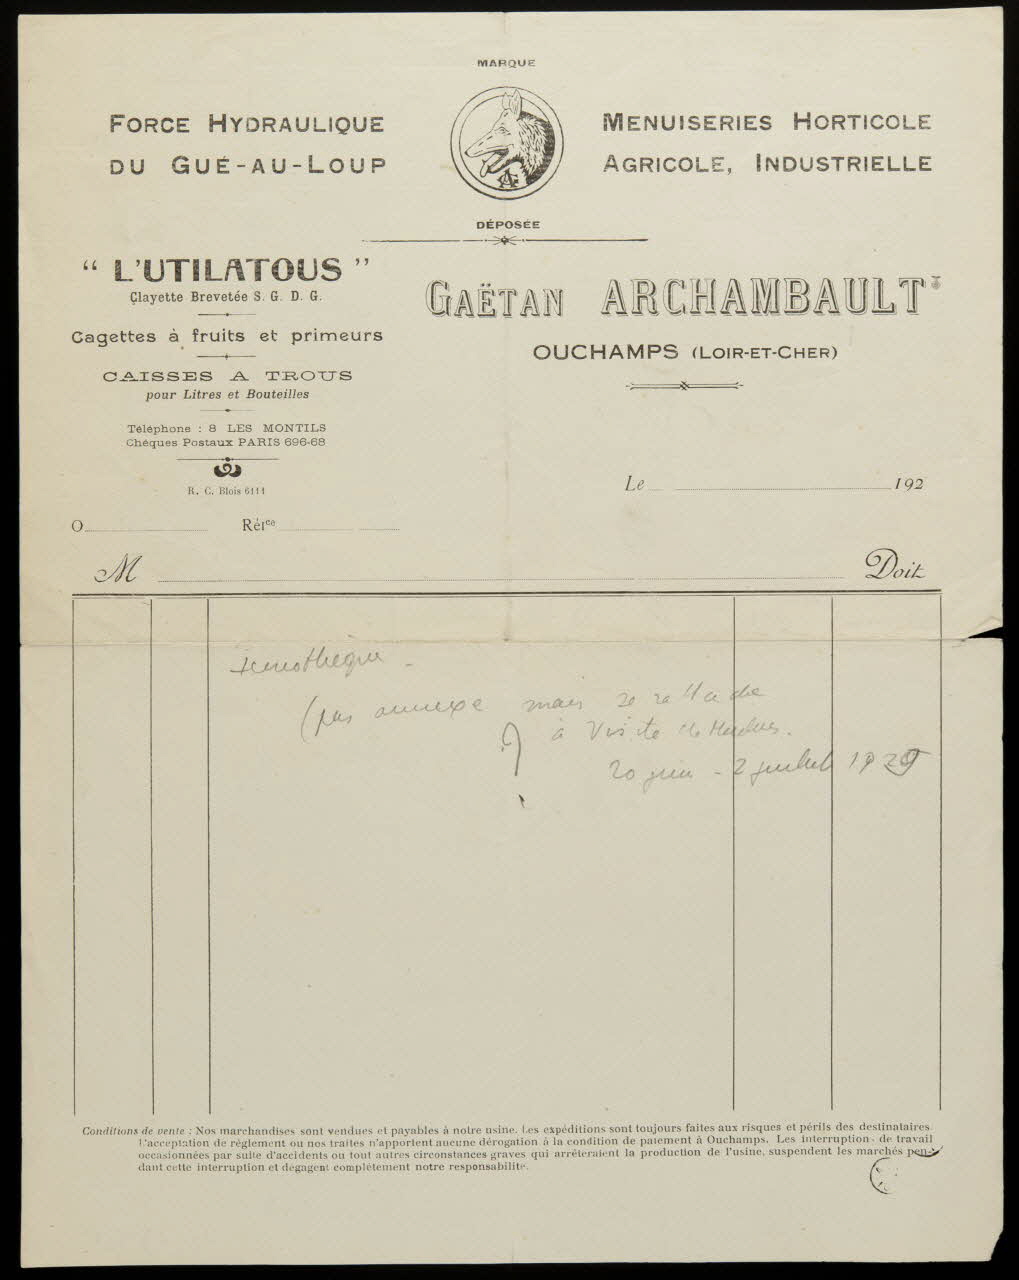 MARQUE
FORCE HYDRAULIQUE
DU GUÉ-AU-LOUP
MENUISERIES HORTICOLE
AGRICOLE, INDUSTRIELLE
DÉPOSÉE
“ L'UTILATOUS ”
Clayette Brevetée S. G. D. G.
Cagettes à fruits et primeurs
CAISSES A TROUS
pour Litres et Bouteilles
Téléphone : 8 LES MONTILS
Chèques Postaux PARIS 696-68
R. C. Blois 6111
GAËTAN ARCHAMBAULT
OUCHAMPS (LOIR-ET-CHER)
Le 192
O Réfce
M Doit
(pas annexe mais
à Visite
20 juin - 2 juillet 1929
Conditions de vente : Nos marchandises sont vendues et payables à notre usine. Les expéditions sont toujours faites aux risques et périls des destinataires
L'acceptation de règlement ou nos traites n'apportent aucune dérogation à la condition de paiement à Ouchamps. Les interruption de travail
occasionnées par suite d'accidents ou tout autres circonstances graves qui arrêteraient la production de l'usine, suspendent les marchés pen-
dant cette interruption et dégagent complètement notre responsabilité.